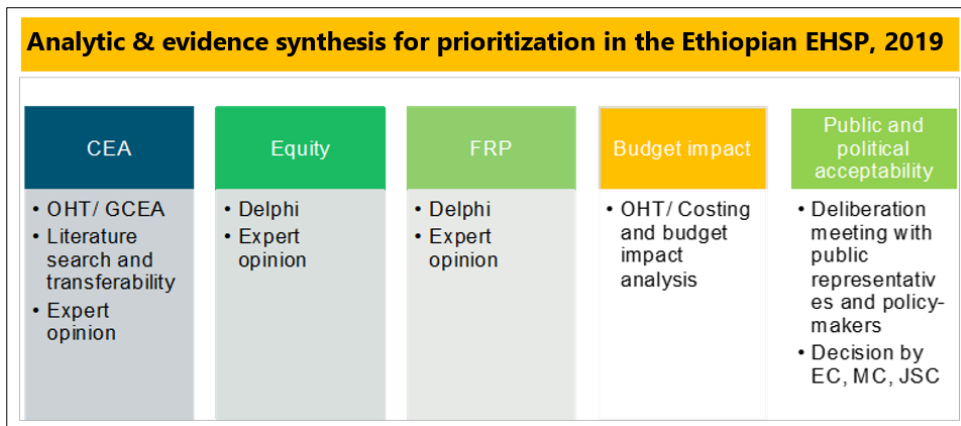 Analytic & evidence synthesis for prioritization in the Ethiopian EHSP, 2019
CEA
• OHT/ GCEA
• Literature
search and
transferability
• Expert
opinion
Equity
• Delphi
• Expert
opinion
FRP
• Delphi
• Expert
opinion
Budget impact
• OHT/ Costing
and budget
impact
analysis
Public and
political
acceptability
• Deliberation
meeting with
public
representativ
es and policy-
makers
• Decision by
EC, MC, JSC